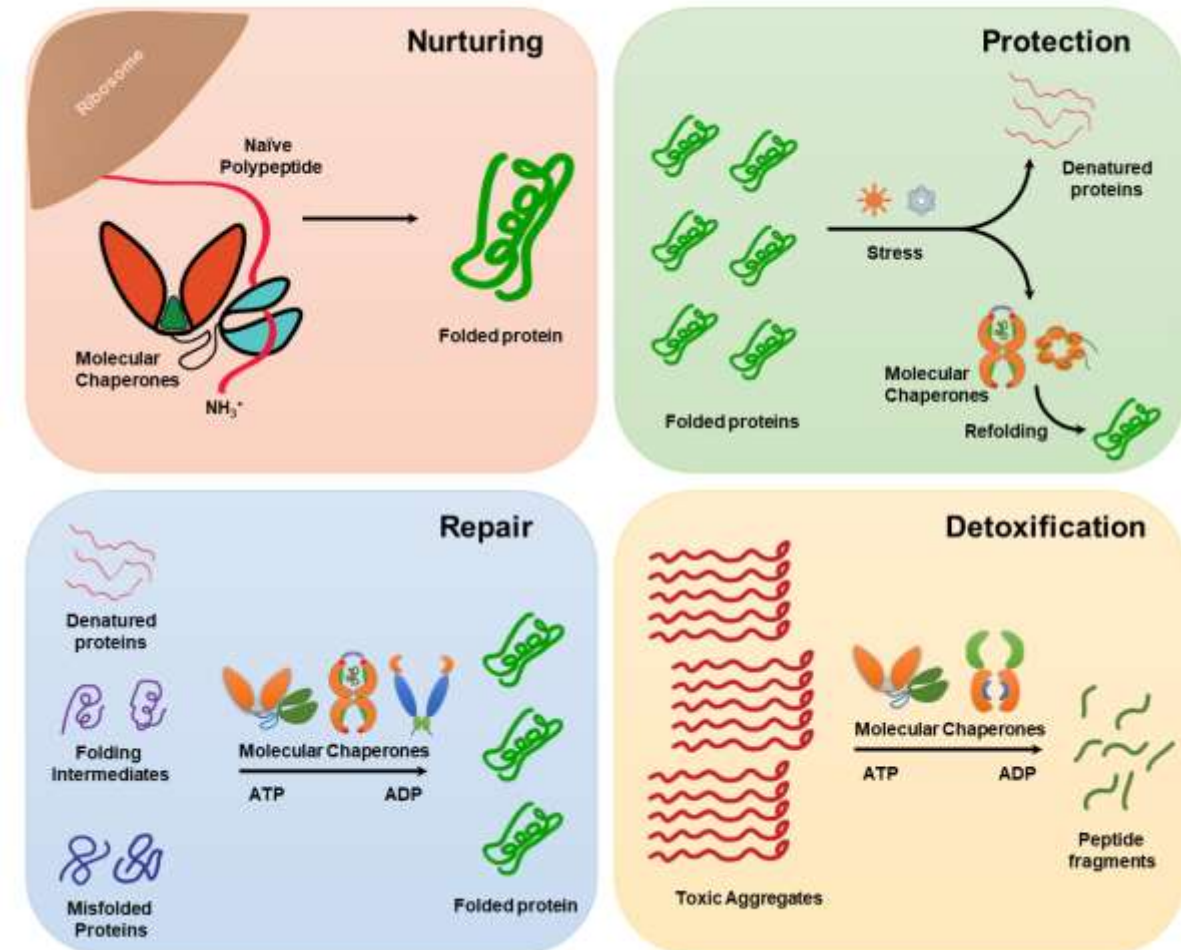 Nurturing
Ribosome
Naïve
Polypeptide
Molecular
Chaperones
NH₃⁺
Folded protein
Protection
Denatured
proteins
Stress
Molecular
Chaperones
Refolding
Folded proteins
Repair
Denatured
proteins
Folding
Intermediates
Misfolded
Proteins
Molecular Chaperones
ATP
ADP
Folded protein
Detoxification
Molecular Chaperones
ATP
ADP
Peptide
fragments
Toxic Aggregates